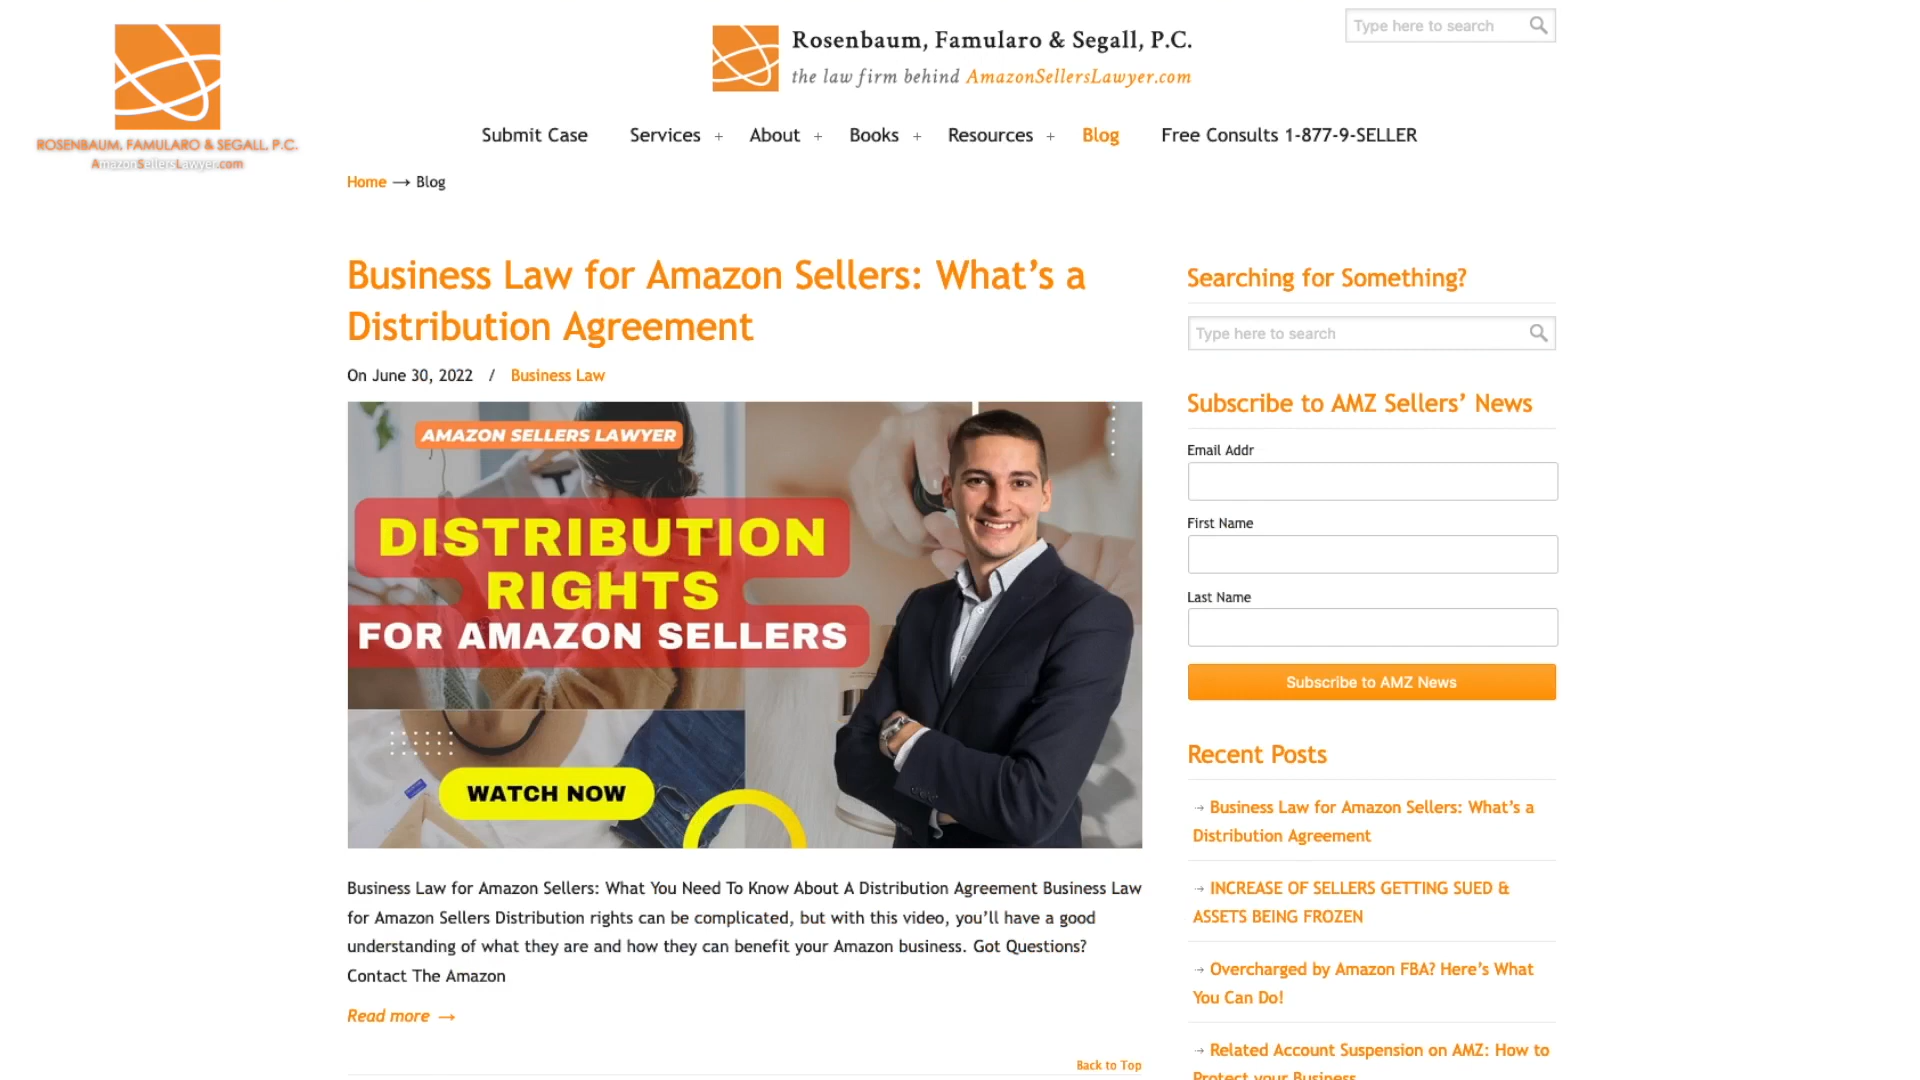 ROSENBAUM, FAMULARO & SEGALL, P.C.
AmazonSellersLawyer.com
Rosenbaum, Famularo & Segall, P.C.
the law firm behind AmazonSellersLawyer.com
Type here to search
Submit Case Services + About + Books + Resources + Blog Free Consults 1-877-9-SELLER
Home → Blog
Business Law for Amazon Sellers: What’s a
Distribution Agreement
On June 30, 2022 / Business Law
AMAZON SELLERS LAWYER
DISTRIBUTION
RIGHTS
FOR AMAZON SELLERS
WATCH NOW
Business Law for Amazon Sellers: What You Need To Know About A Distribution Agreement Business Law
for Amazon Sellers Distribution rights can be complicated, but with this video, you’ll have a good
understanding of what they are and how they can benefit your Amazon business. Got Questions?
Contact The Amazon
Read more →
Back to Top
Searching for Something?
Type here to search
Subscribe to AMZ Sellers’ News
Email Addr
First Name
Last Name
Subscribe to AMZ News
Recent Posts
→ Business Law for Amazon Sellers: What’s a
Distribution Agreement
→ INCREASE OF SELLERS GETTING SUED &
ASSETS BEING FROZEN
→ Overcharged by Amazon FBA? Here’s What
You Can Do!
→ Related Account Suspension on AMZ: How to
Protect your Business